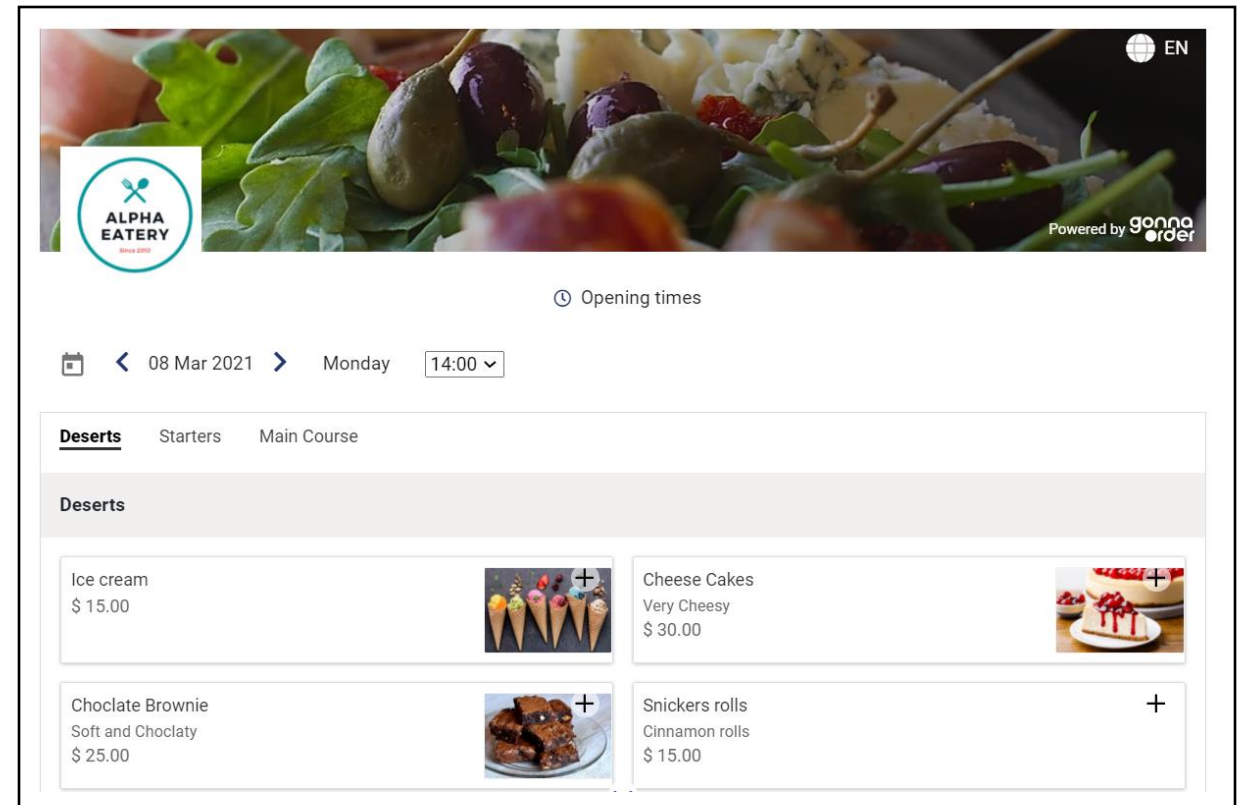 EN
ALPHA
EATERY
Since 2010
Powered by gonna
order
Opening times
08 Mar 2021 Monday 14:00
Deserts Starters Main Course
Deserts
Ice cream
$ 15.00
Cheese Cakes
Very Cheesy
$ 30.00
Choclate Brownie
Soft and Choclaty
$ 25.00
Snickers rolls
Cinnamon rolls
$ 15.00